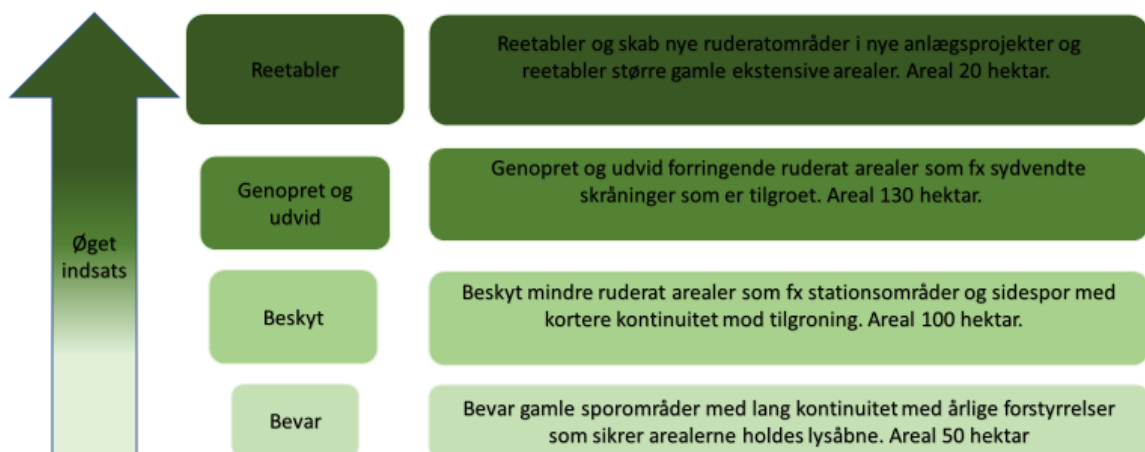 Reetabler
Reetabler og skab nye ruderatområder i nye anlægsprojekter og
reetabler større gamle ekstensive arealer. Areal 20 hektar.
Genopret og
udvid
Genopret og udvid forringende ruderat arealer som fx sydvendte
skråninger som er tilgroet. Areal 130 hektar.
Øget
indsats
Beskyt
Beskyt mindre ruderat arealer som fx stationsområder og sidespor med
kortere kontinuitet mod tilgroning. Areal 100 hektar.
Bevar
Bevar gamle sporområder med lang kontinuitet med årlige forstyrrelser
som sikrer arealerne holdes lysåbne. Areal 50 hektar